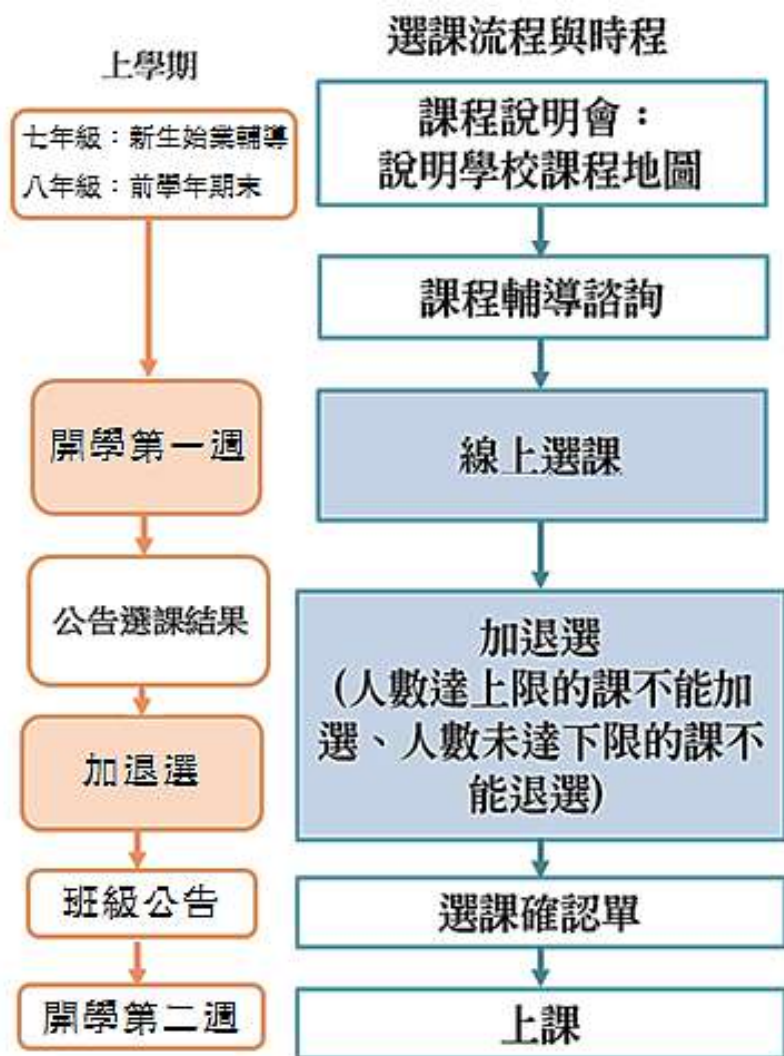 選課流程與時程
上學期
七年級：新生始業輔導
八年級：前學年期末
開學第一週
公告選課結果
加退選
班級公告
開學第二週
課程說明會：
說明學校課程地圖
課程輔導諮詢
線上選課
加退選
(人數達上限的課不能加
選、人數未達下限的課不
能退選)
選課確認單
上課